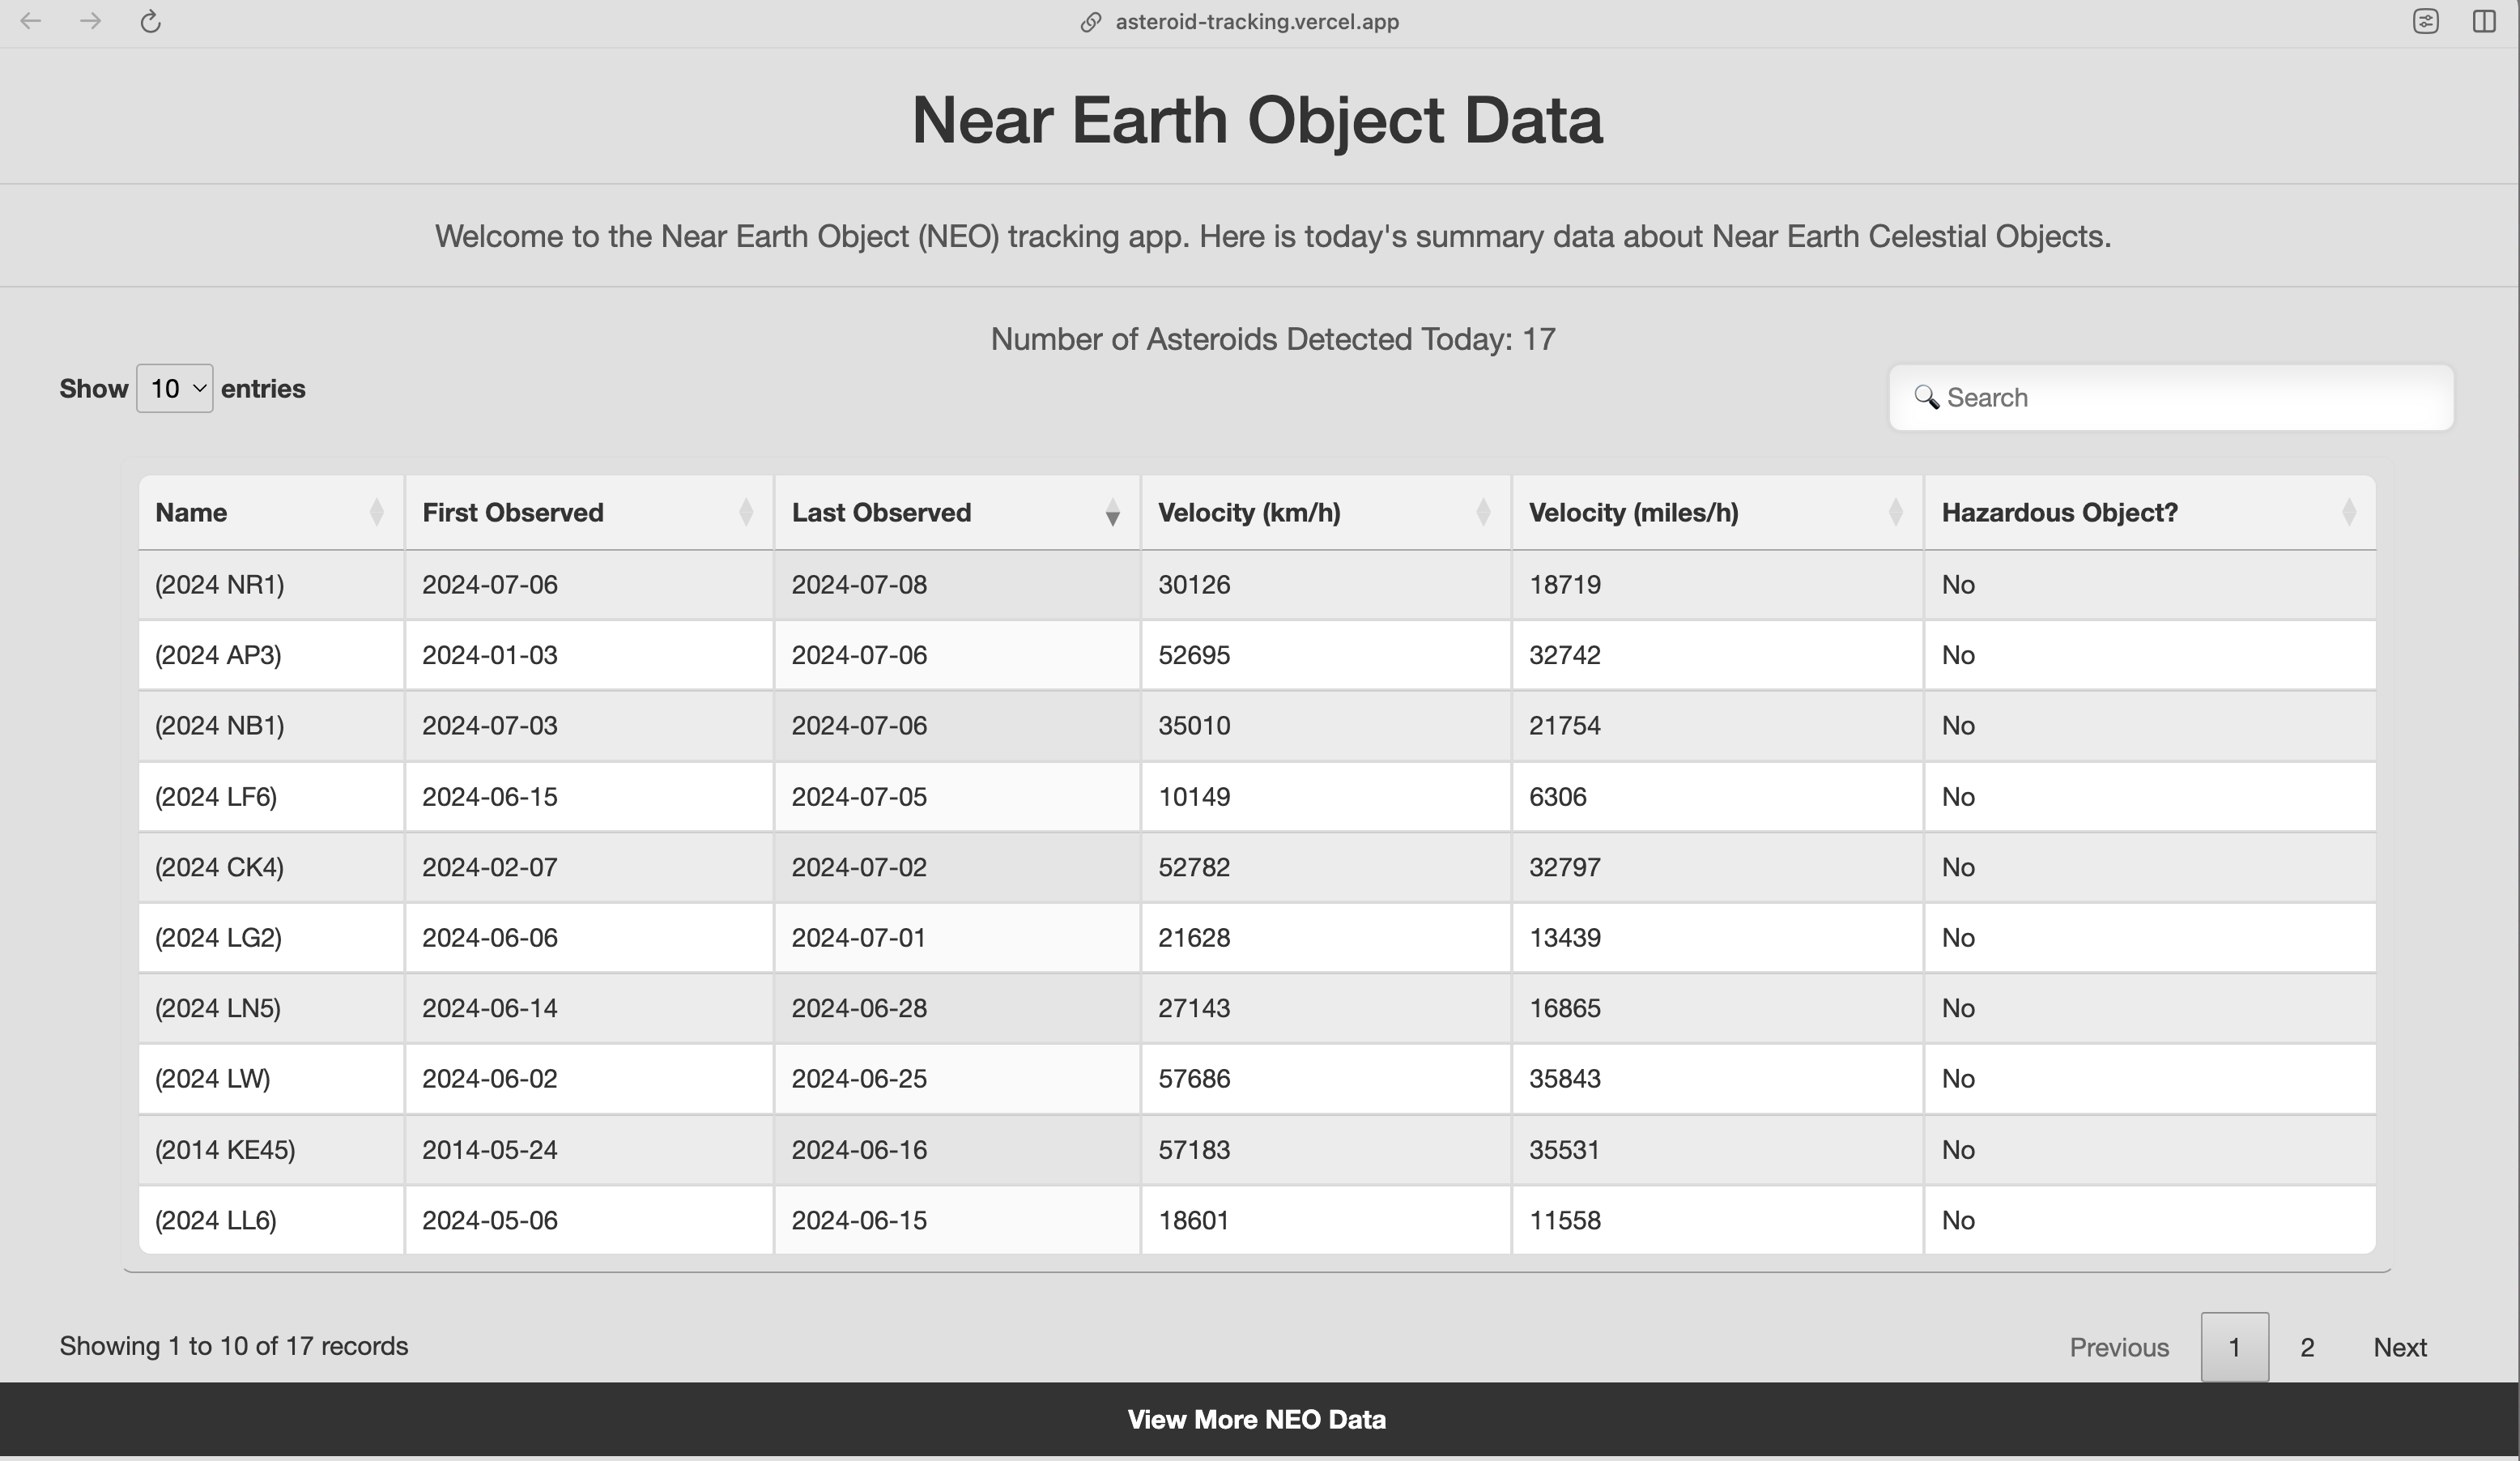 asteroid-tracking.vercel.app
Near Earth Object Data
Welcome to the Near Earth Object (NEO) tracking app. Here is today's summary data about Near Earth Celestial Objects.
Number of Asteroids Detected Today: 17
Show 10 entries
Search
Name First Observed Last Observed Velocity (km/h) Velocity (miles/h) Hazardous Object?
(2024 NR1) 2024-07-06 2024-07-08 30126 18719 No
(2024 AP3) 2024-01-03 2024-07-06 52695 32742 No
(2024 NB1) 2024-07-03 2024-07-06 35010 21754 No
(2024 LF6) 2024-06-15 2024-07-05 10149 6306 No
(2024 CK4) 2024-02-07 2024-07-02 52782 32797 No
(2024 LG2) 2024-06-06 2024-07-01 21628 13439 No
(2024 LN5) 2024-06-14 2024-06-28 27143 16865 No
(2024 LW) 2024-06-02 2024-06-25 57686 35843 No
(2014 KE45) 2014-05-24 2024-06-16 57183 35531 No
(2024 LL6) 2024-05-06 2024-06-15 18601 11558 No
Showing 1 to 10 of 17 records
Previous 1 2 Next
View More NEO Data